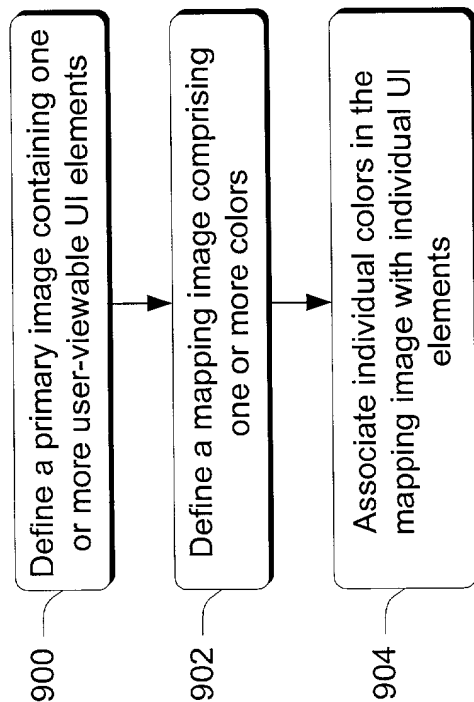 900
Define a primary image containing one
or more user-viewable UI elements
902
Define a mapping image comprising
one or more colors
904
Associate individual colors in the
mapping image with individual UI
elements